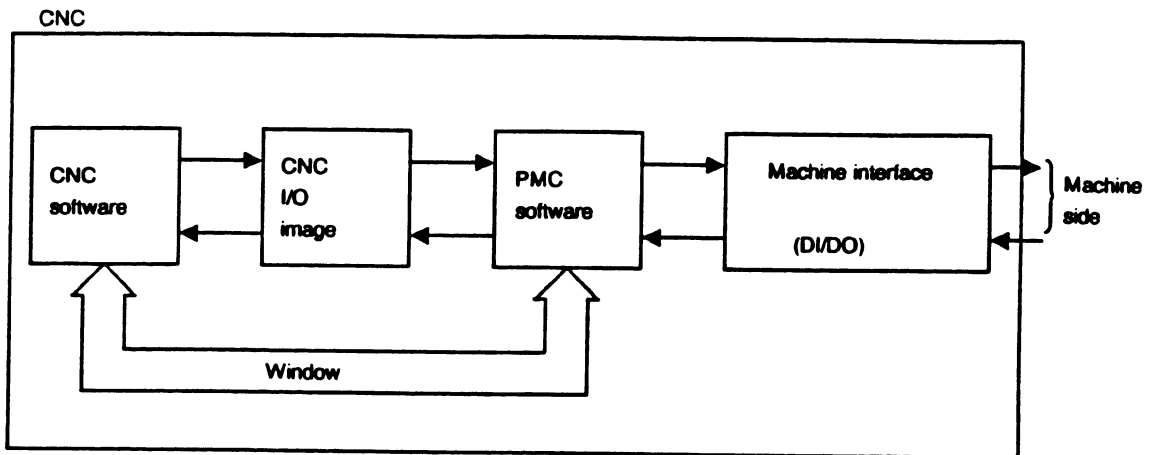 CNC
CNC
software
CNC
I/O
image
PMC
software
Machine interface
(DI/DO)
Machine
side
Window